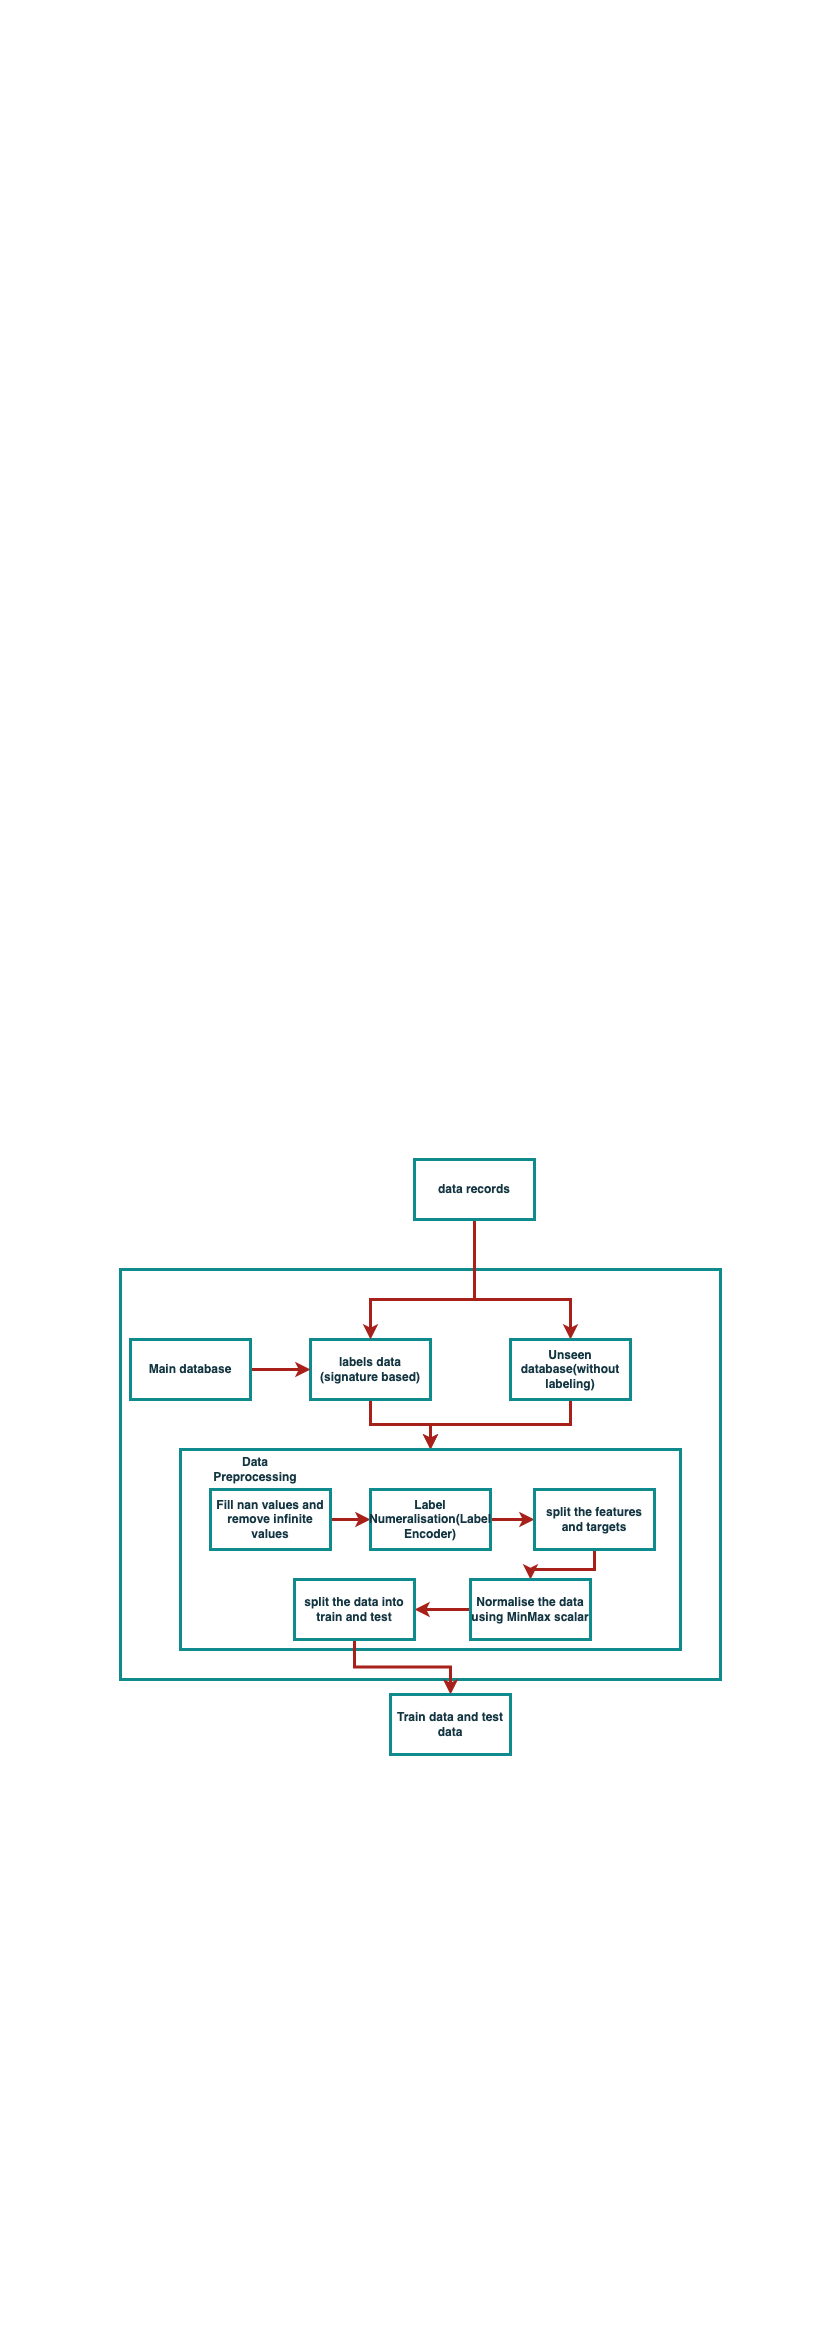 data records
Main database
labels data
(signature based)
Unseen
database(without
labeling)
Data
Preprocessing
Fill nan values and
remove infinite
values
Label
Numeralisation(Label
Encoder)
split the features
and targets
split the data into
train and test
Normalise the data
using MinMax scalar
Train data and test
data